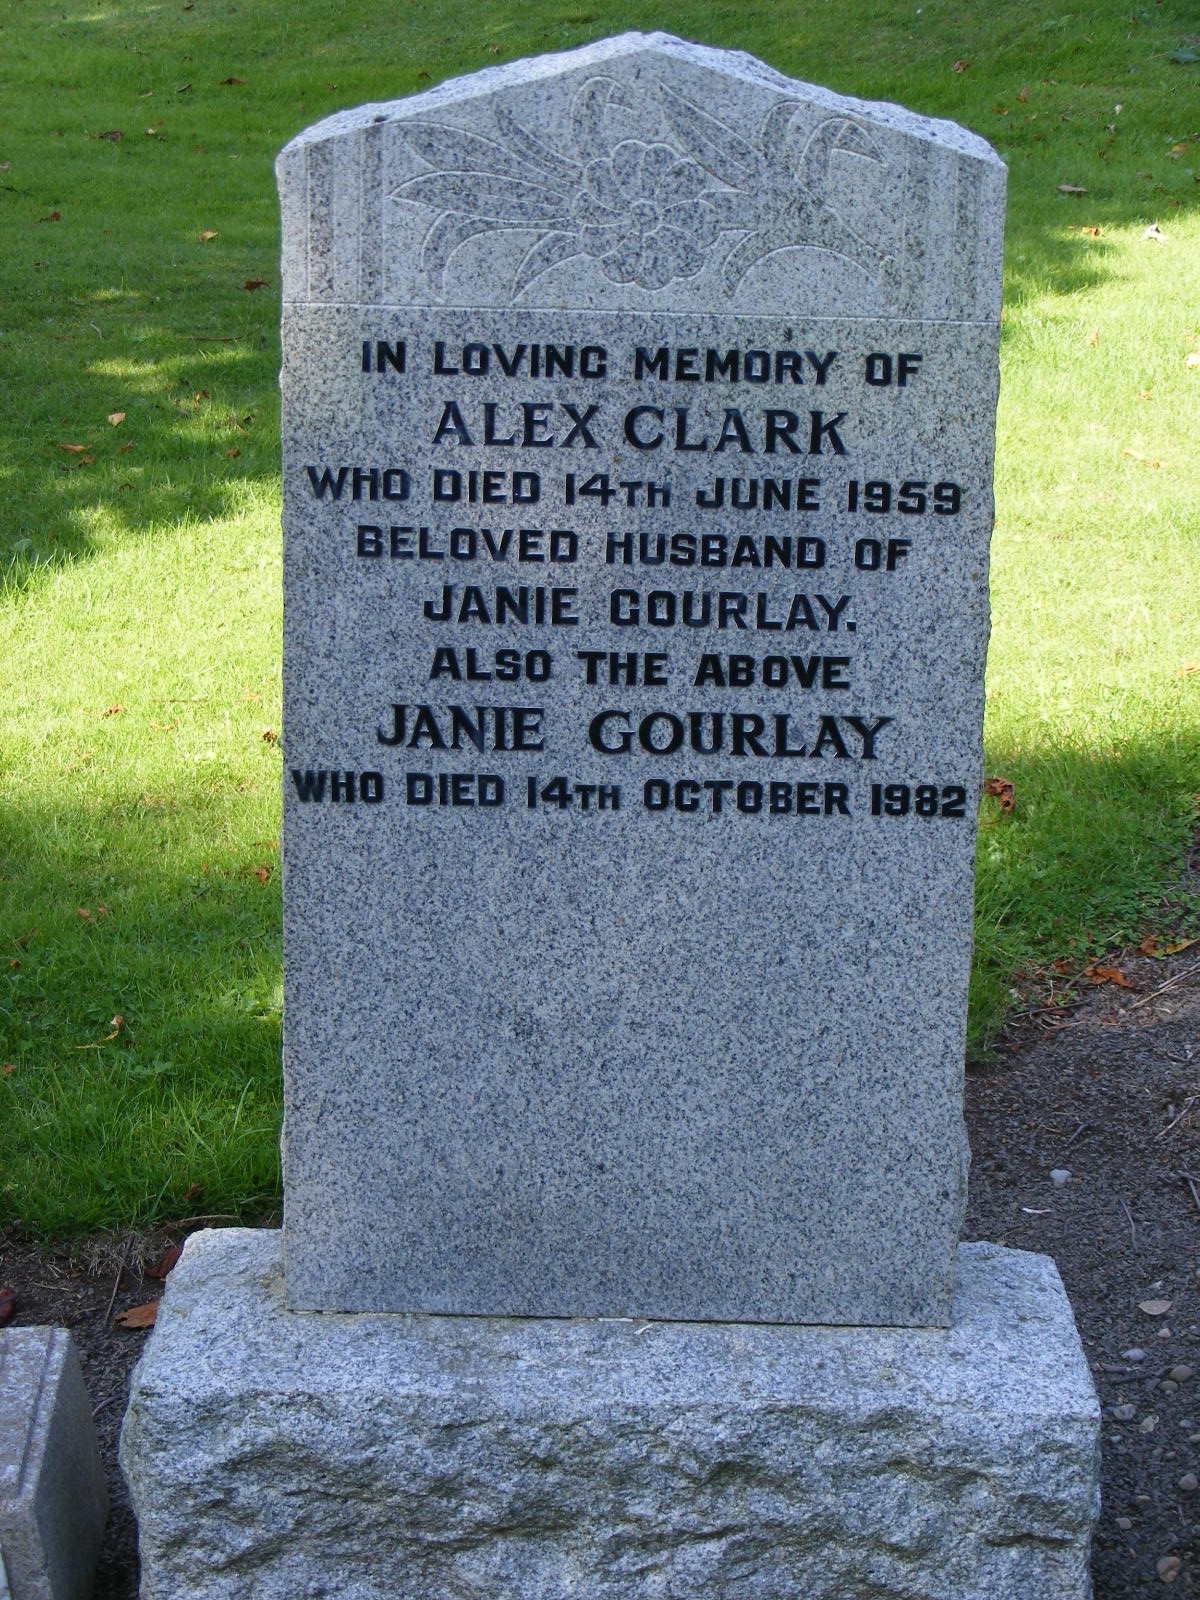 IN LOVING MEMORY OF
ALEX CLARK
WHO DIED 14TH JUNE 1959
BELOVED HUSBAND OF
JANIE GOURLAY.
ALSO THE ABOVE
JANIE GOURLAY
WHO DIED 14TH OCTOBER 1982